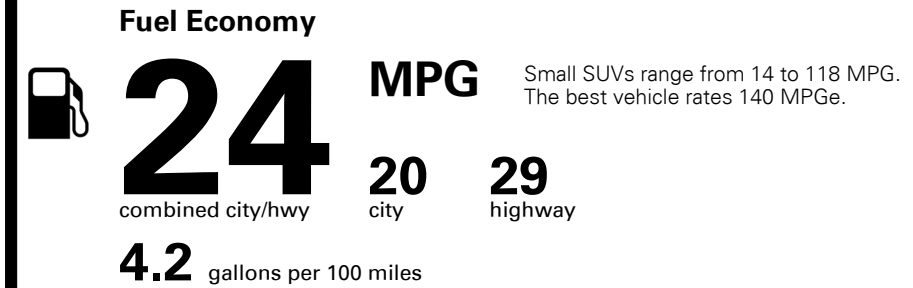 Fuel Economy
24 MPG
Small SUVs range from 14 to 118 MPG.
The best vehicle rates 140 MPGe.
20 29
combined city/hwy city highway
4.2 gallons per 100 miles